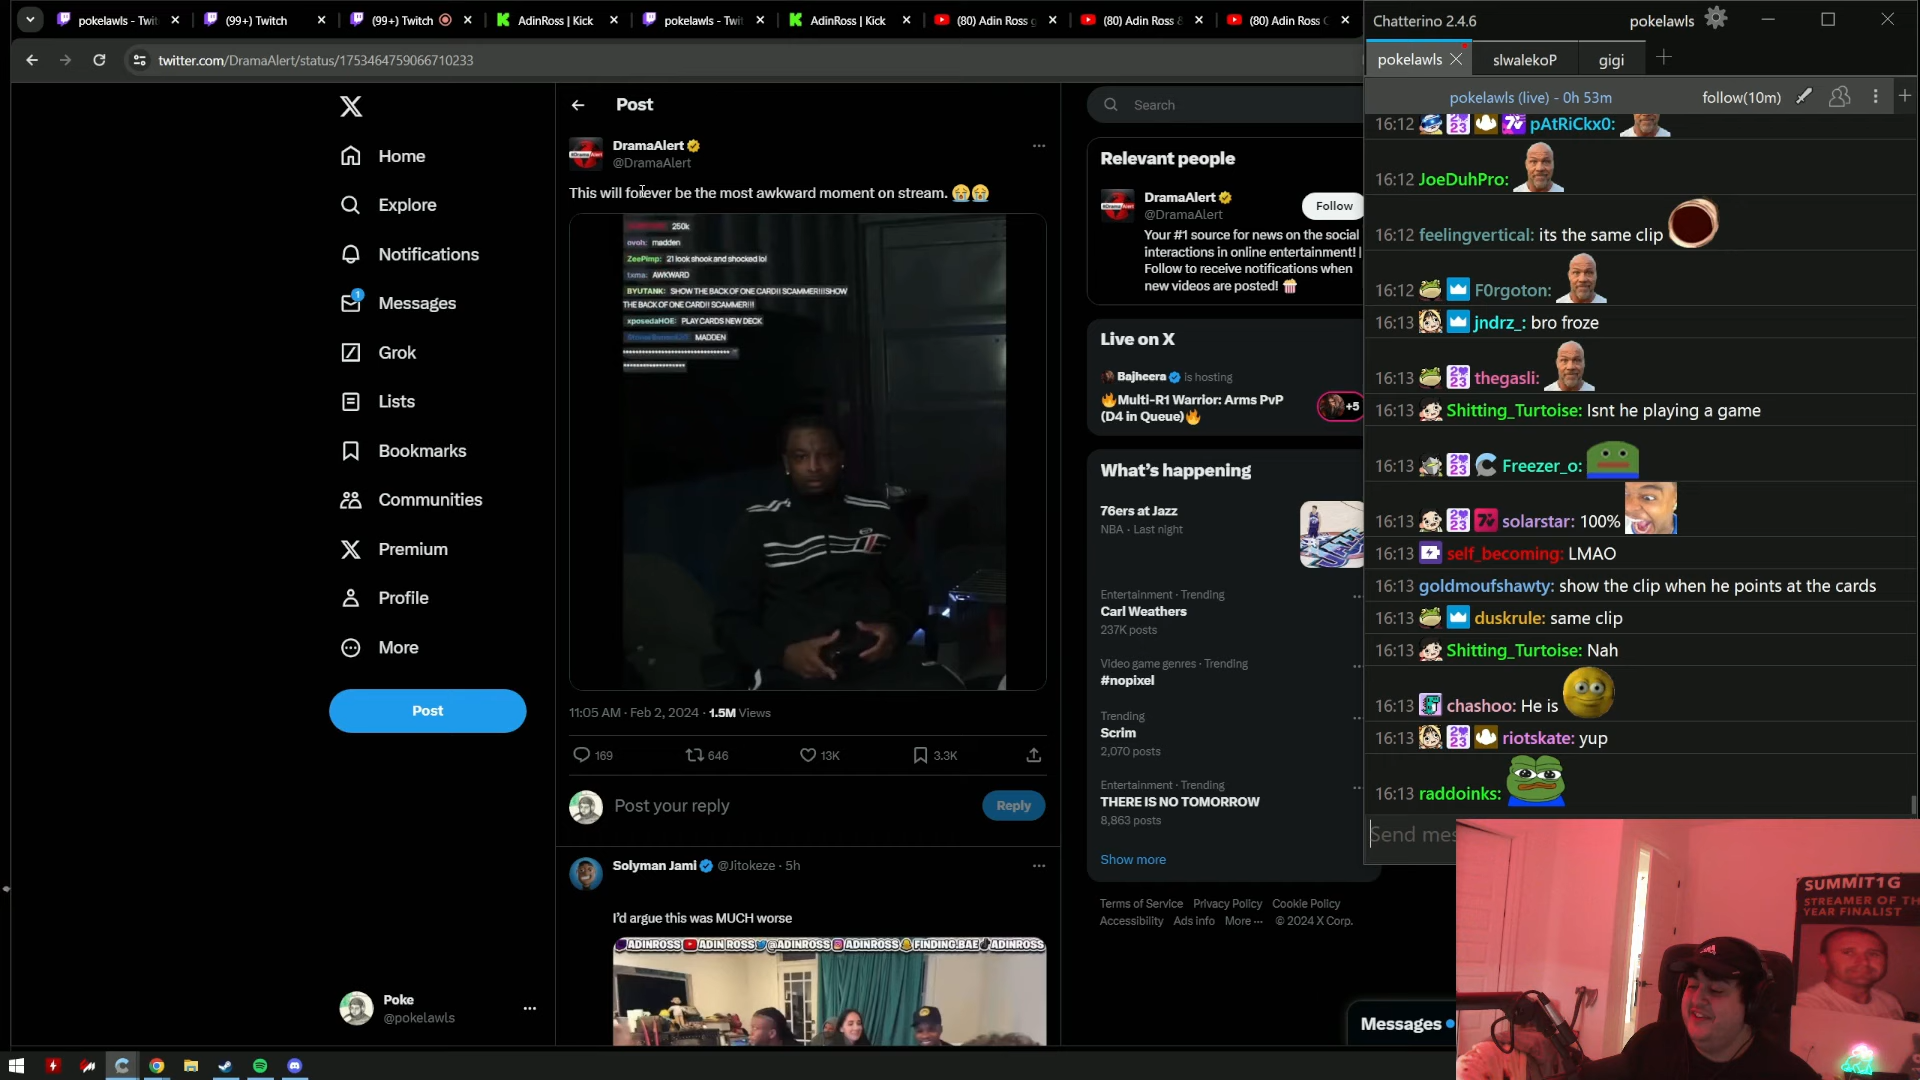 pokelaws - Twit
(99+) Twitch
(99+) Twitch
AdinRoss | Kick
pokelawls - Twit
AdinRoss | Kick
(80) Adin Ross g
(80) Adin Ross &
(80) Adin Ross
twitter.com/DramaAlert/status/1753464759066710233
Home
Explore
Notifications
1
Messages
Grok
Lists
Bookmarks
Communities
Premium
Profile
More
Post
Poke
@pokelawls
Post
DramaAlert
@DramaAlert
This will forever be the most awkward moment on stream. 😭😭
250k
ovoh: madden
ZeePimp: 21 look shook and shocked lol
txma: AWKWARD
BYUTANK: SHOW THE BACK OF ONE CARD!! SCAMMER!!!SHOW
THE BACK OF ONE CARD!! SCAMMER!!!
xposedaHOE: PLAY CARDS NEW DECK
MADDEN
11:05 AM · Feb 2, 2024 · 1.5M Views
169
646
13K
3.3K
Post your reply
Reply
Solyman Jami @Jitokeze · 5h
I'd argue this was MUCH worse
ADINROSS ADIN ROSS @ADINROSS ADINROSS FINDING.BAE ADINROSS
Search
Relevant people
DramaAlert
@DramaAlert
Follow
Your #1 source for news on the social
interactions in online entertainment! |
Follow to receive notifications when
new videos are posted! 🍿
Live on X
Bajheera is hosting
🔥Multi-R1 Warrior: Arms PvP
(D4 in Queue)🔥
+5
What's happening
76ers at Jazz
NBA · Last night
Entertainment · Trending
Carl Weathers
237K posts
Video game genres · Trending
#nopixel
Trending
Scrim
2,070 posts
Entertainment · Trending
THERE IS NO TOMORROW
8,863 posts
Show more
Terms of Service Privacy Policy Cookie Policy
Accessibility Ads info More ··· © 2024 X Corp.
Messages
Chatterino 2.4.6
pokelawls
pokelawls
slwalekoP
gigi
pokelawls (live) - 0h 53m
follow(10m)
16:12 pAtRiCkx0:
16:12 JoeDuhPro:
16:12 feelingvertical: its the same clip
16:12 F0rgoton:
16:13 jndrz_: bro froze
16:13 thegasli:
16:13 Shitting_Turtoise: Isnt he playing a game
16:13 Freezer_o:
16:13 solarstar: 100%
16:13 self_becoming: LMAO
16:13 goldmoufshawty: show the clip when he points at the cards
16:13 duskrule: same clip
16:13 Shitting_Turtoise: Nah
16:13 chashoo: He is
16:13 riotskate: yup
16:13 raddoinks:
Send mes
SUMMIT1G
STREAMER OF TH
YEAR FINALIST